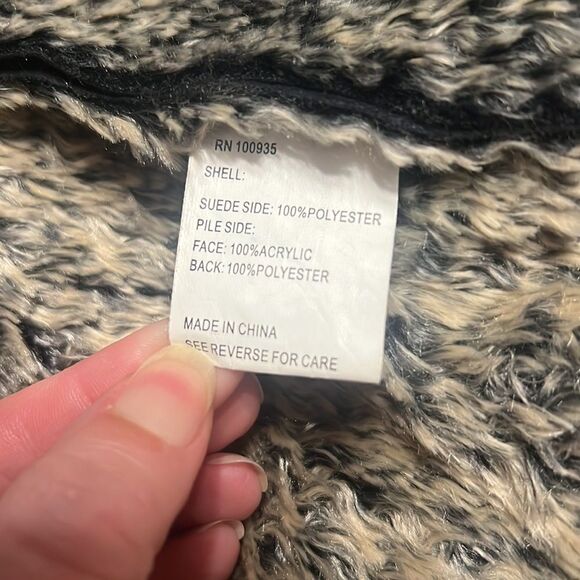 RN 100935
SHELL:
SUEDE SIDE: 100%POLYESTER
PILE SIDE:
FACE: 100%ACRYLIC
BACK: 100%POLYESTER
MADE IN CHINA
SEE REVERSE FOR CARE